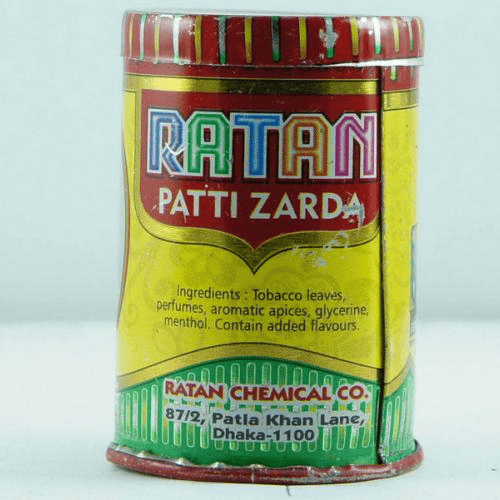 RATAN
PATTI ZARDA
Ingredients : Tobacco leaves,
perfumes, aromatic apices, glycerine,
menthol. Contain added flavours.
RATAN CHEMICAL CO.
87/2, Patla Khan Lane,
Dhaka-1100